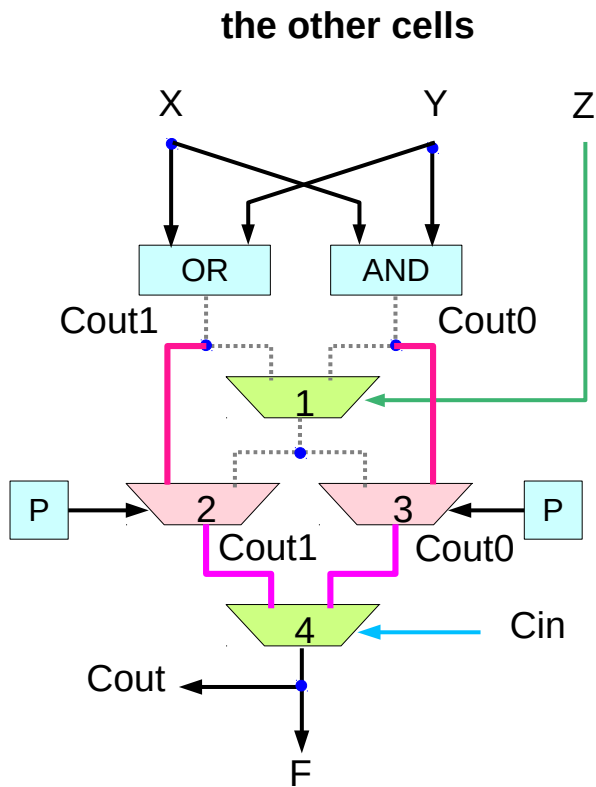 the other cells
X
Y
Z
OR
AND
Cout1
Cout0
1
P
2
3
P
Cout1
Cout0
4
Cin
Cout
F